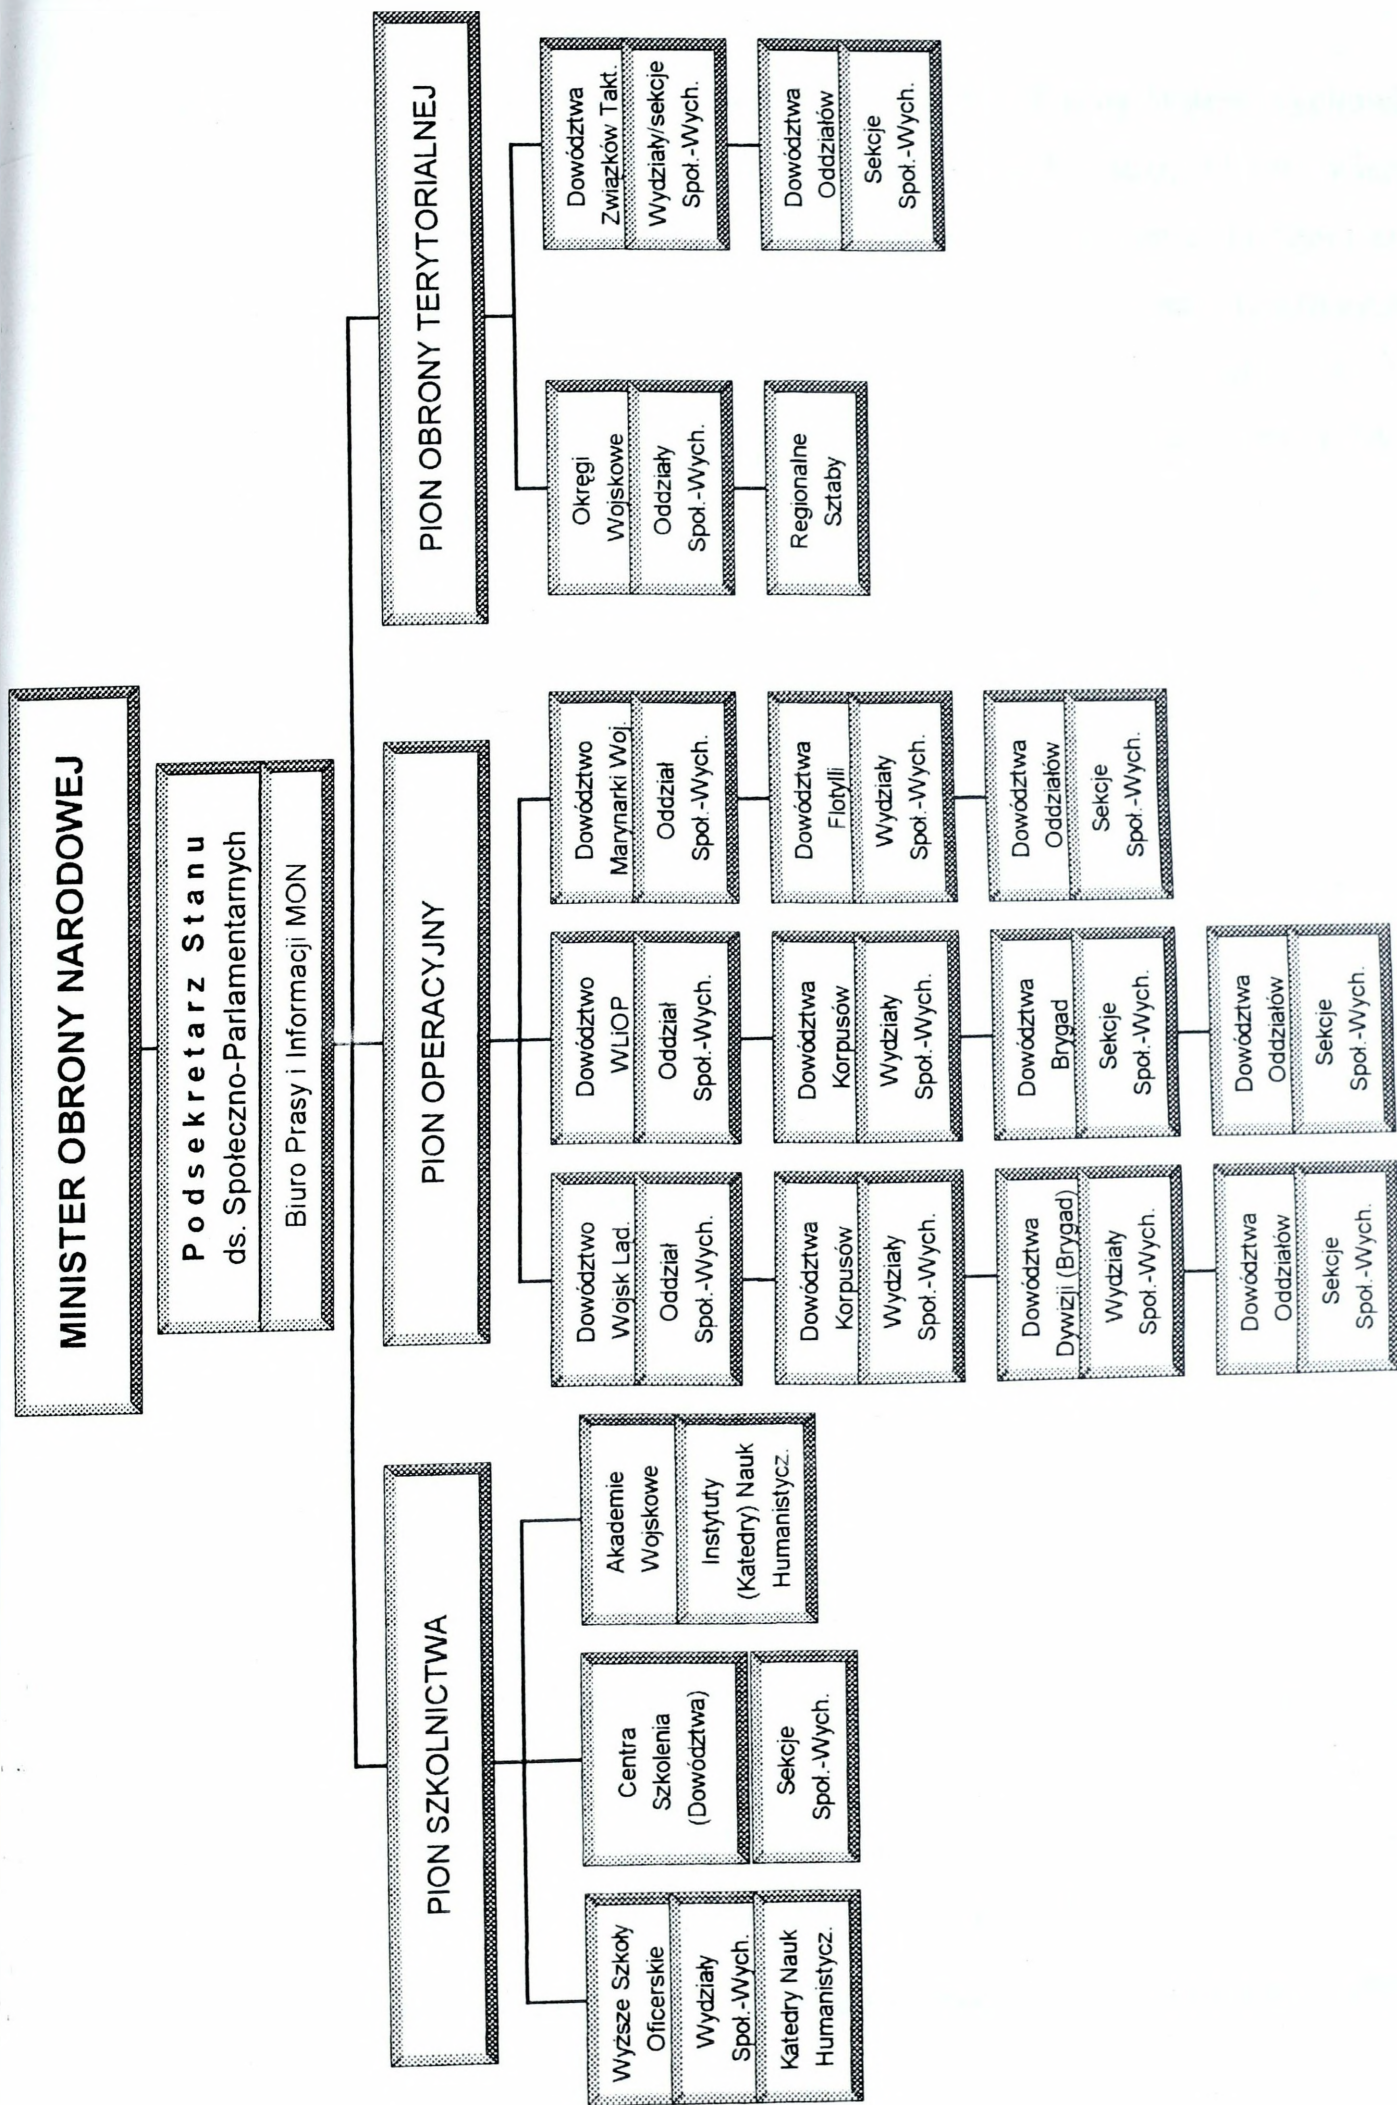 MINISTER OBRONY NARODOWEJ
Podsekretarz Stanu
ds. Społeczno-Parlamentarnych
Biuro Prasy i Informacji MON
PION SZKOLNICTWA
Wyższe Szkoły
Oficerskie
Wydziały
Społ.-Wych.
Katedry Nauk
Humanistycz.
Centra
Szkolenia
(Dowództwa)
Sekcje
Społ.-Wych.
Akademie
Wojskowe
Instytuty
(Katedry) Nauk
Humanistycz.
PION OPERACYJNY
Dowództwo
Wojsk Ląd.
Oddział
Społ.-Wych.
Dowództwa
Korpusów
Wydziały
Społ.-Wych.
Dowództwa
Dywizji (Brygad)
Wydziały
Społ.-Wych.
Dowództwa
Oddziałów
Sekcje
Społ.-Wych.
Dowództwo
WLiOP
Oddział
Społ.-Wych.
Dowództwa
Korpusów
Wydziały
Społ.-Wych.
Dowództwa
Brygad
Sekcje
Społ.-Wych.
Dowództwa
Oddziałów
Sekcje
Społ.-Wych.
Dowództwo
Marynarki Woj.
Oddział
Społ.-Wych.
Dowództwa
Flotylli
Wydziały
Społ.-Wych.
Dowództwa
Oddziałów
Sekcje
Społ.-Wych.
PION OBRONY TERYTORIALNEJ
Okręgi
Wojskowe
Oddziały
Społ.-Wych.
Regionalne
Sztaby
Dowództwa
Związków Takt.
Wydziały/sekcje
Społ.-Wych.
Dowództwa
Oddziałów
Sekcje
Społ.-Wych.